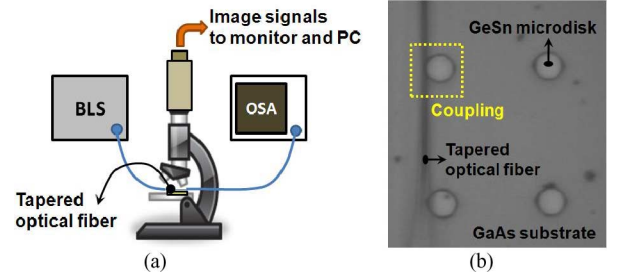 Image signals
to monitor and PC
BLS
OSA
Tapered
optical fiber
(a)
GeSn microdisk
Coupling
Tapered
optical fiber
GaAs substrate
(b)